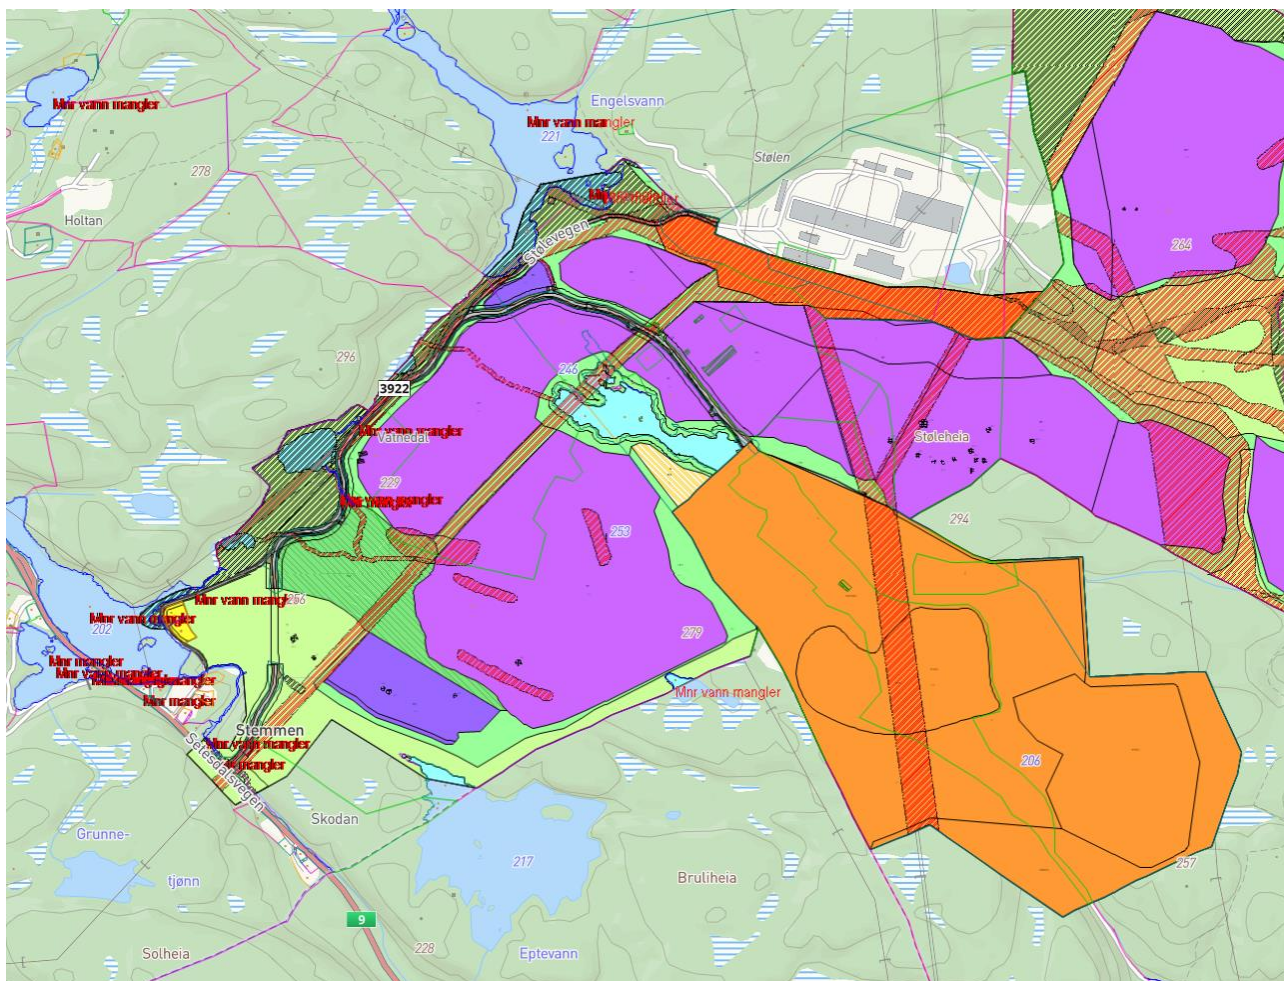 Engelsvann
Mnr vann mangler
Mnr vann mangler
221
Stølen
278
Holtan
Stølevegen
264
296
246
3922
Mnr vann mangler
Vatnedal
Støleheia
229
Mnr vann mangler
294
253
Mnr vann mangler
256
Mnr vann mangler
202
279
Mnr mangler
Mnr vann mangler
Mnr vann mangler
Mnr mangler
Stemmen
Mnr vann mangler
mangler
206
Setesdalsvegen
Skodan
Grunne-
217
257
tjønn
Bruliheia
9
228
Solheia
Eptevann